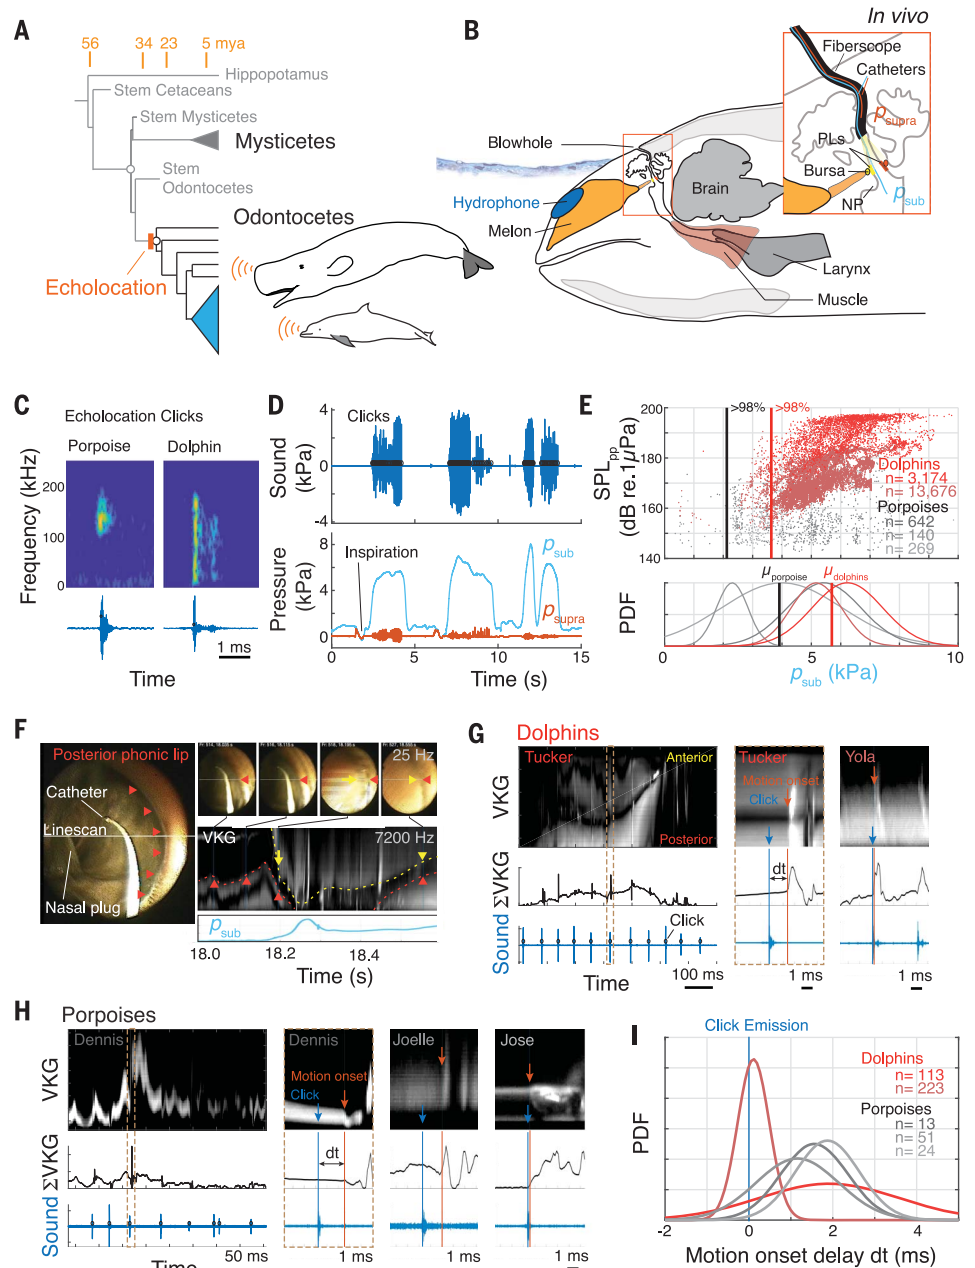 A
56 34 23 5 mya
Hippopotamus
Stem Cetaceans
Stem Mysticetes
Mysticetes
Stem
Odontocetes
Odontocetes
Echolocation
B
In vivo
Fiberscope
Catheters
p supra
PLs
Bursa
NP
p sub
Blowhole
Hydrophone
Melon
Brain
Larynx
Muscle
C
Echolocation Clicks
Porpoise Dolphin
Frequency (kHz)
200
100
0
1 ms
Time
D
Sound (kPa)
4
0
-4
Clicks
Pressure (kPa)
8
4
0
Inspiration
p sub
p supra
0 5 10 15
Time (s)
E
>98% >98%
SPLpp
(dB re.1µPa)
200
180
160
140
Dolphins
n= 3,174
n= 13,676
Porpoises
n= 642
n= 140
n= 269
PDF
µporpoise
µdolphins
0 5 10
p sub (kPa)
F
Posterior phonic lip
Catheter
Linescan
Nasal plug
25 Hz
VKG
7200 Hz
p sub
18.0 18.2 18.4
Time (s)
G
Dolphins
VKG
Tucker
Anterior
Posterior
Tucker
Motion onset
Click
Yola
ΣVKG
dt
Sound
Click
Time
100 ms
1 ms
1 ms
H
Porpoises
VKG
Dennis
Dennis
Motion onset
Click
Joelle
Jose
ΣVKG
dt
Sound
50 ms
1 ms
1 ms
1 ms
Time
I
Click Emission
Dolphins
n= 113
n= 223
Porpoises
n= 13
n= 51
n= 24
PDF
-2 0 2 4
Motion onset delay dt (ms)